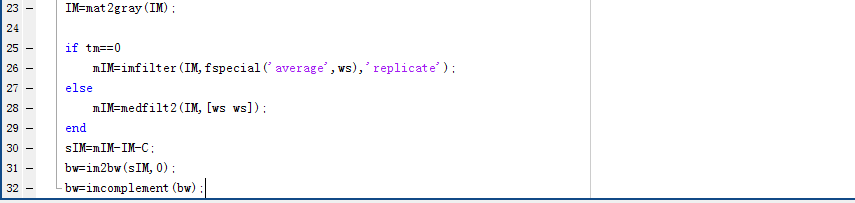 23 - IM=mat2gray(IM);
24
25 - if tm==0
26 - mIM=imfilter(IM,fspecial('average',ws),'replicate');
27 - else
28 - mIM=medfilt2(IM,[ws ws]);
29 - end
30 - sIM=mIM-IM-C;
31 - bw=im2bw(sIM,0);
32 - bw=imcomplement(bw);